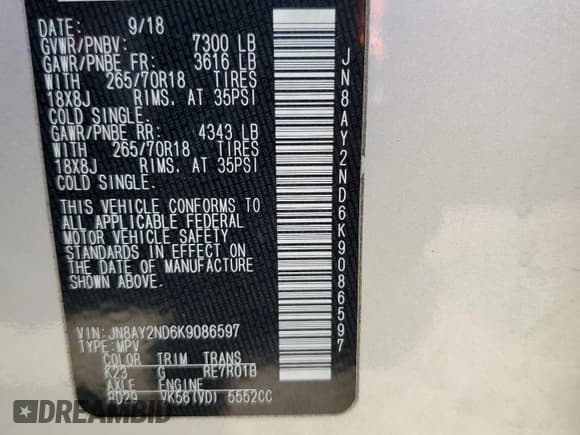 DATE: 9/18
GVWR/PNBV: 7300 LB
GAWR/PNBE FR: 3616 LB
WITH 265/70R18 TIRES
18X8J RIMS. AT 35PSI
COLD SINGLE.
GAWR/PNBE RR: 4343 LB
WITH 265/70R18 TIRES
18X8J RIMS. AT 35PSI
COLD SINGLE.
THIS VEHICLE CONFORMS TO
ALL APPLICABLE FEDERAL
MOTOR VEHICLE SAFETY
STANDARDS IN EFFECT ON
THE DATE OF MANUFACTURE
SHOWN ABOVE.
VIN: JN8AY2ND6K9086597
TYPE: MPV
COLOR TRIM TRANS
K23 G RE7R01B
AXLE ENGINE
RD29 VK56(VD) 5552CC
JN8AY2ND6K9086597
DREAMBID